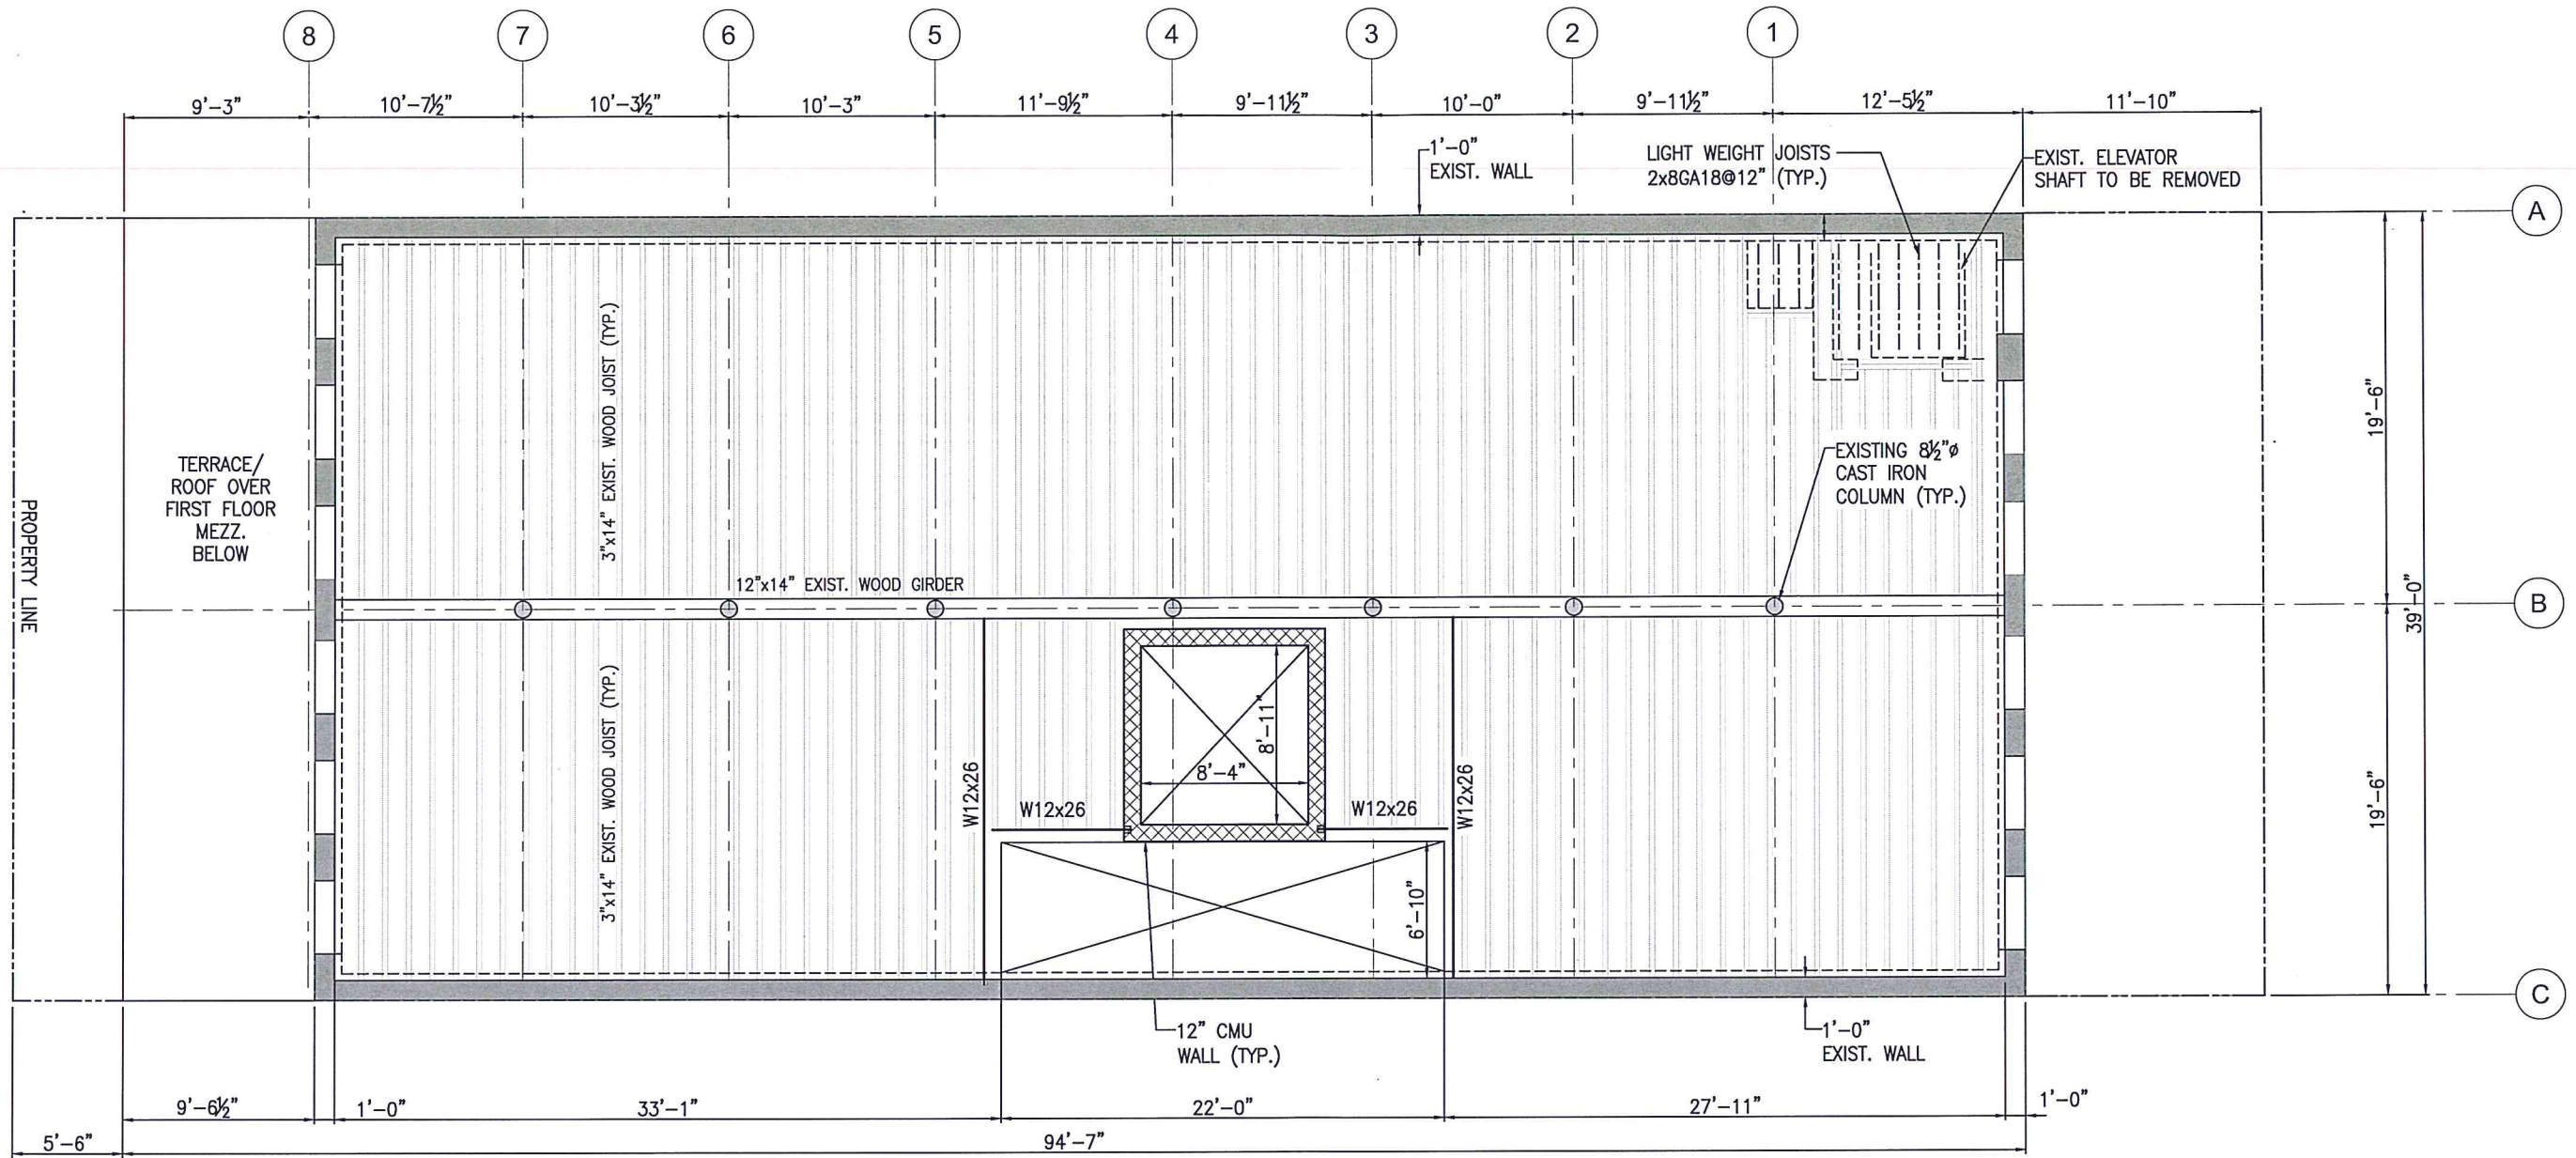 8
7
6
5
4
3
2
1
9'-3"
10'-7½"
10'-3½"
10'-3"
11'-9½"
9'-11½"
10'-0"
9'-11½"
12'-5½"
11'-10"
1'-0"
EXIST. WALL
LIGHT WEIGHT JOISTS
2x8GA18@12" (TYP.)
EXIST. ELEVATOR
SHAFT TO BE REMOVED
A
3"x14" EXIST. WOOD JOIST (TYP.)
19'-6"
TERRACE/
ROOF OVER
FIRST FLOOR
MEZZ.
BELOW
EXISTING 8½"ø
CAST IRON
COLUMN (TYP.)
PROPERTY LINE
12"x14" EXIST. WOOD GIRDER
39'-0"
B
3"x14" EXIST. WOOD JOIST (TYP.)
8'-11"
8'-4"
W12x26
W12x26
W12x26
W12x26
19'-6"
6'-10"
C
12" CMU
WALL (TYP.)
1'-0"
EXIST. WALL
9'-6½"
1'-0"
33'-1"
22'-0"
27'-11"
1'-0"
5'-6"
94'-7"